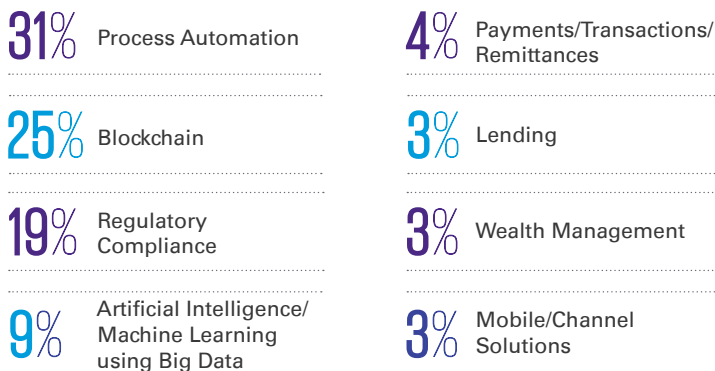 31% Process Automation
25% Blockchain
19% Regulatory
Compliance
9% Artificial Intelligence/
Machine Learning
using Big Data
4% Payments/Transactions/
Remittances
3% Lending
3% Wealth Management
3% Mobile/Channel
Solutions